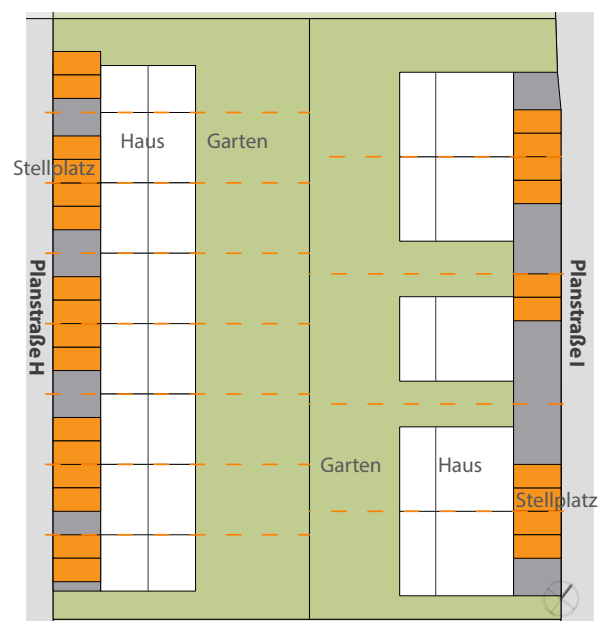 Haus
Garten
Stellplatz
Planstraße H
Planstraße I
Garten
Haus
Stellplatz